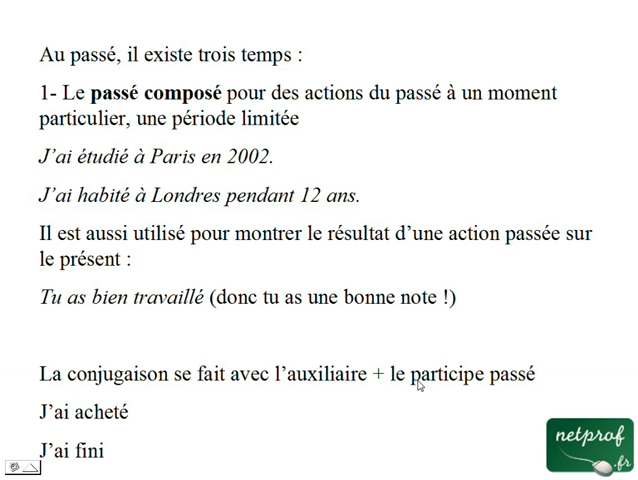 Au passé, il existe trois temps :
1- Le passé composé pour des actions du passé à un moment
particulier, une période limitée
J’ai étudié à Paris en 2002.
J’ai habité à Londres pendant 12 ans.
Il est aussi utilisé pour montrer le résultat d’une action passée sur
le présent :
Tu as bien travaillé (donc tu as une bonne note !)
La conjugaison se fait avec l’auxiliaire + le participe passé
J’ai acheté
J’ai fini
netprof
.fr